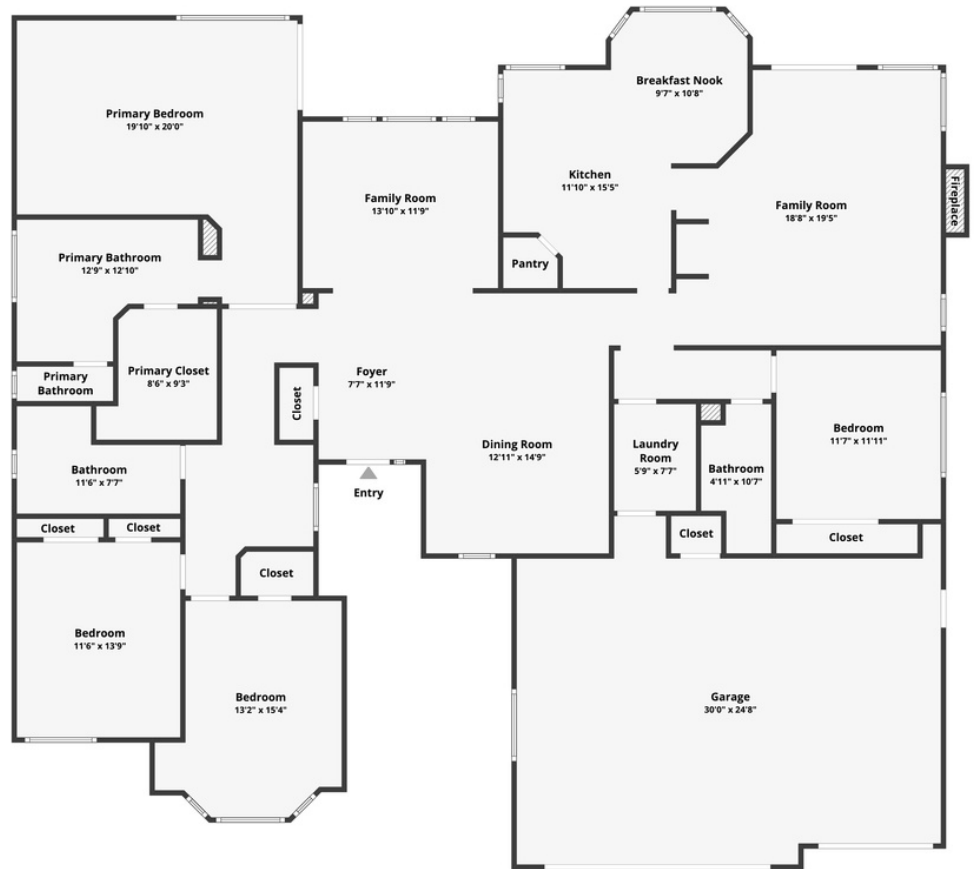 Primary Bedroom
19'10" x 20'0"
Breakfast Nook
9'7" x 10'8"
Family Room
13'10" x 11'9"
Kitchen
11'10" x 15'5"
Family Room
18'8" x 19'5"
Fireplace
Primary Bathroom
12'9" x 12'10"
Pantry
Primary
Bathroom
Primary Closet
8'6" x 9'3"
Closet
Foyer
7'7" x 11'9"
Dining Room
12'11" x 14'9"
Laundry
Room
5'9" x 7'7"
Bathroom
4'11" x 10'7"
Bedroom
11'7" x 11'11"
Bathroom
11'6" x 7'7"
Entry
Closet
Closet
Closet
Closet
Closet
Bedroom
11'6" x 13'9"
Bedroom
13'2" x 15'4"
Garage
30'0" x 24'8"